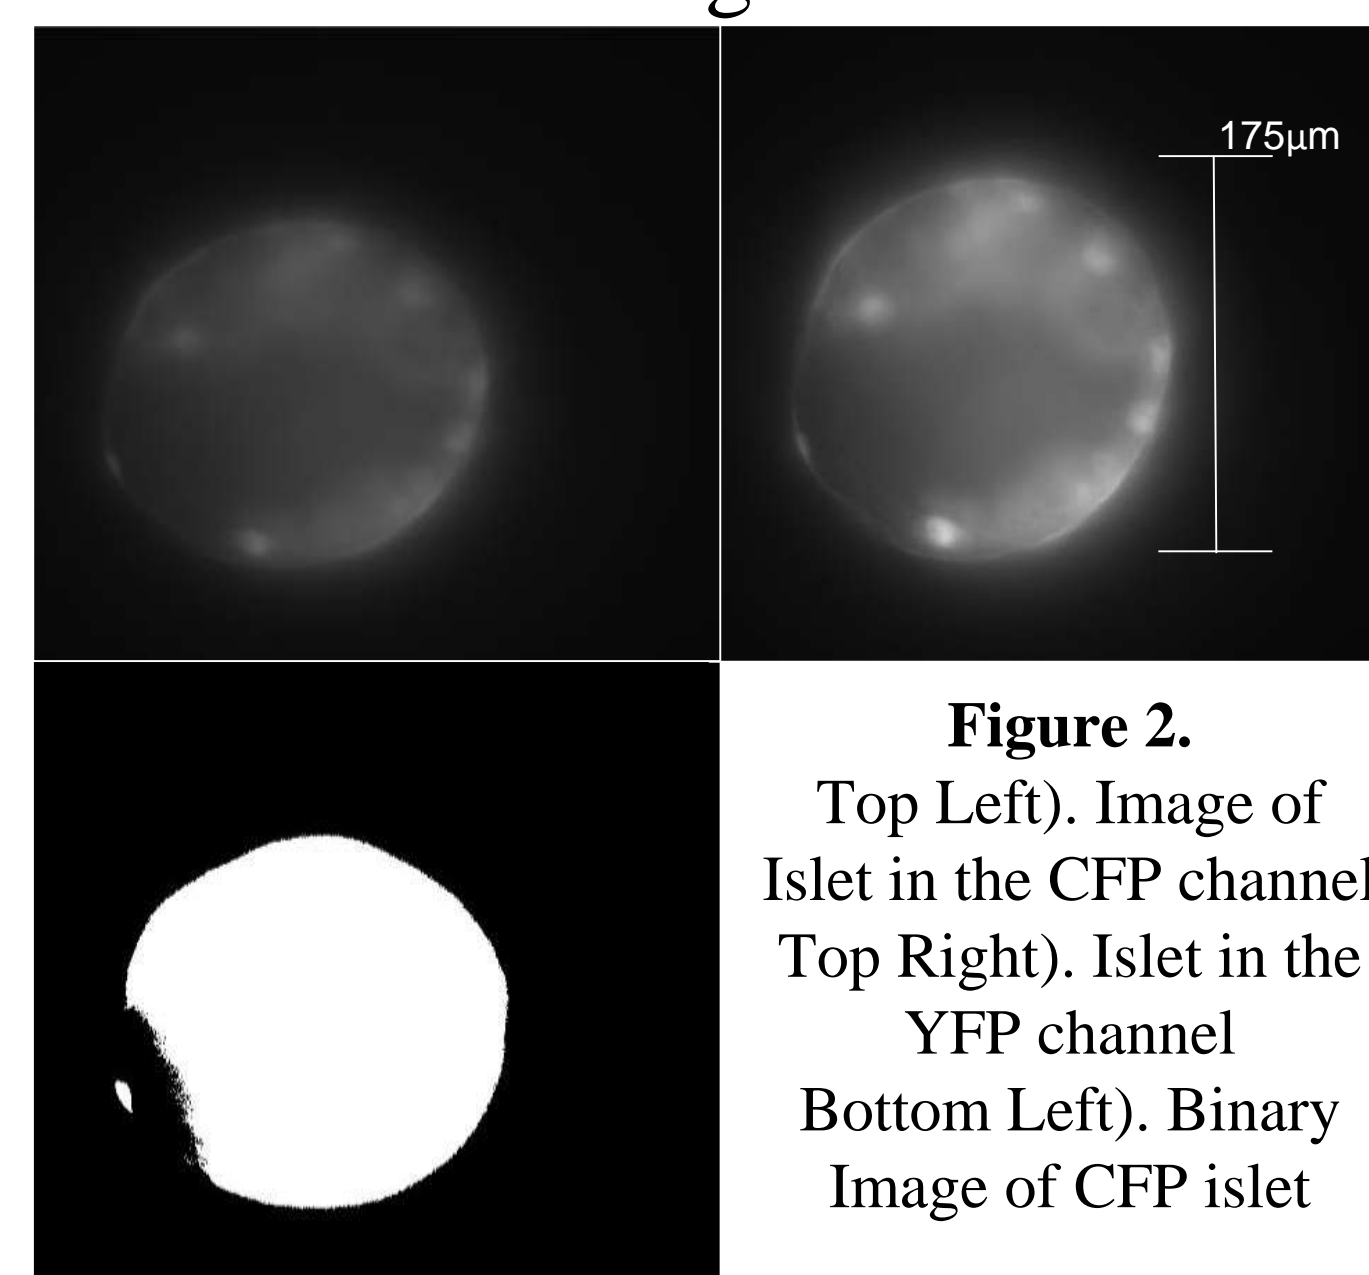 g
175μm
Figure 2.
Top Left). Image of
Islet in the CFP channel
Top Right). Islet in the
YFP channel
Bottom Left). Binary
Image of CFP islet